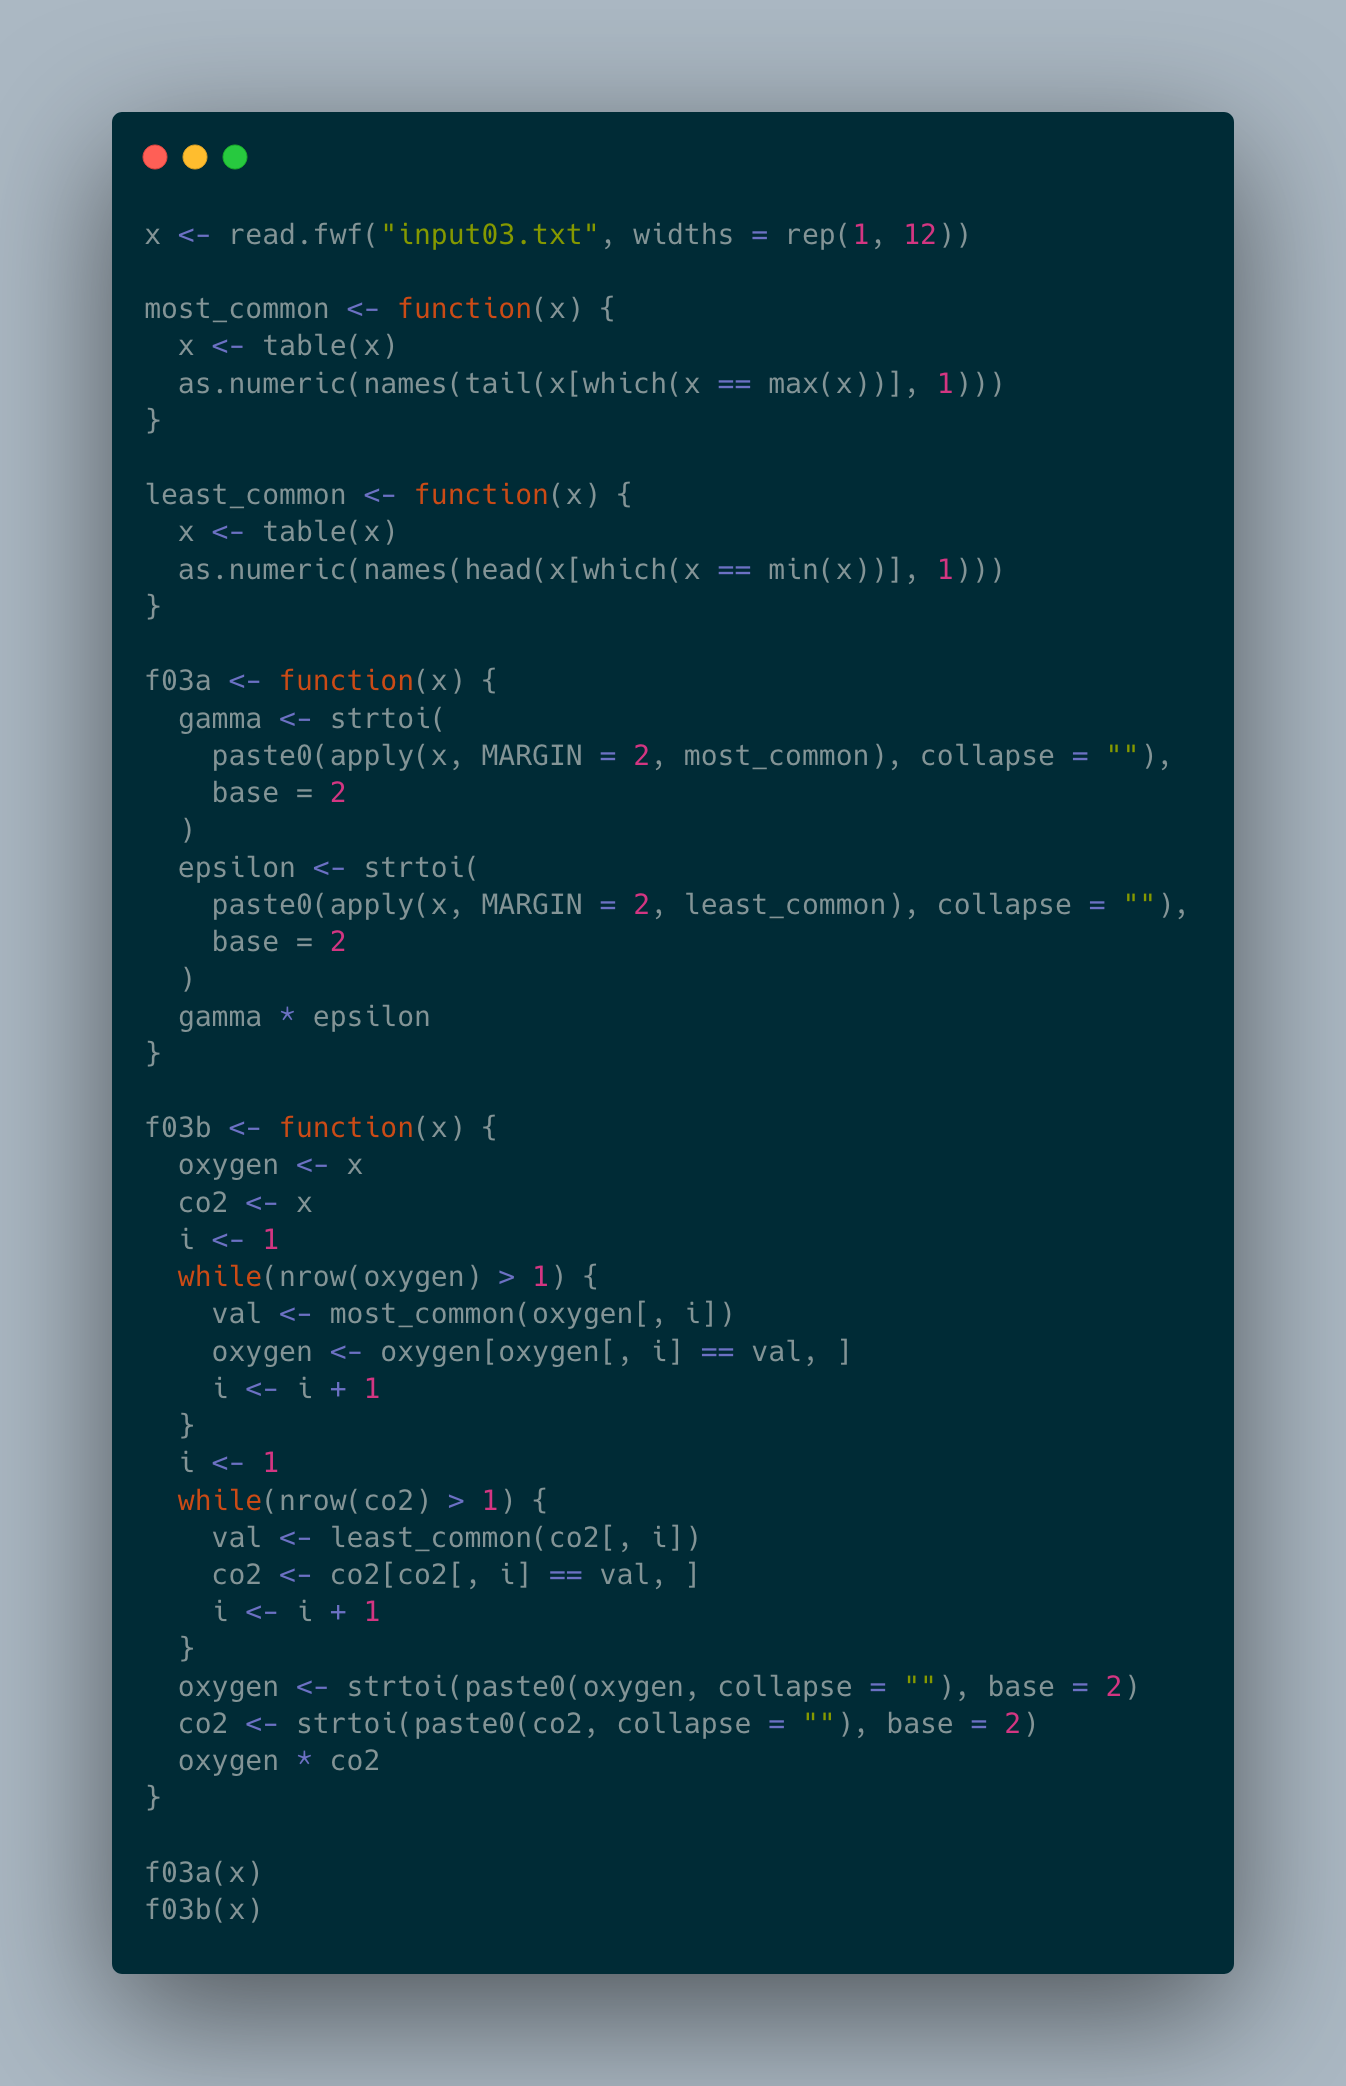 x <- read.fwf("input03.txt", widths = rep(1, 12))

most_common <- function(x) {
  x <- table(x)
  as.numeric(names(tail(x[which(x == max(x))], 1)))
}

least_common <- function(x) {
  x <- table(x)
  as.numeric(names(head(x[which(x == min(x))], 1)))
}

f03a <- function(x) {
  gamma <- strtoi(
    paste0(apply(x, MARGIN = 2, most_common), collapse = ""),
    base = 2
  )
  epsilon <- strtoi(
    paste0(apply(x, MARGIN = 2, least_common), collapse = ""),
    base = 2
  )
  gamma * epsilon
}

f03b <- function(x) {
  oxygen <- x
  co2 <- x
  i <- 1
  while(nrow(oxygen) > 1) {
    val <- most_common(oxygen[, i])
    oxygen <- oxygen[oxygen[, i] == val, ]
    i <- i + 1
  }
  i <- 1
  while(nrow(co2) > 1) {
    val <- least_common(co2[, i])
    co2 <- co2[co2[, i] == val, ]
    i <- i + 1
  }
  oxygen <- strtoi(paste0(oxygen, collapse = ""), base = 2)
  co2 <- strtoi(paste0(co2, collapse = ""), base = 2)
  oxygen * co2
}

f03a(x)
f03b(x)